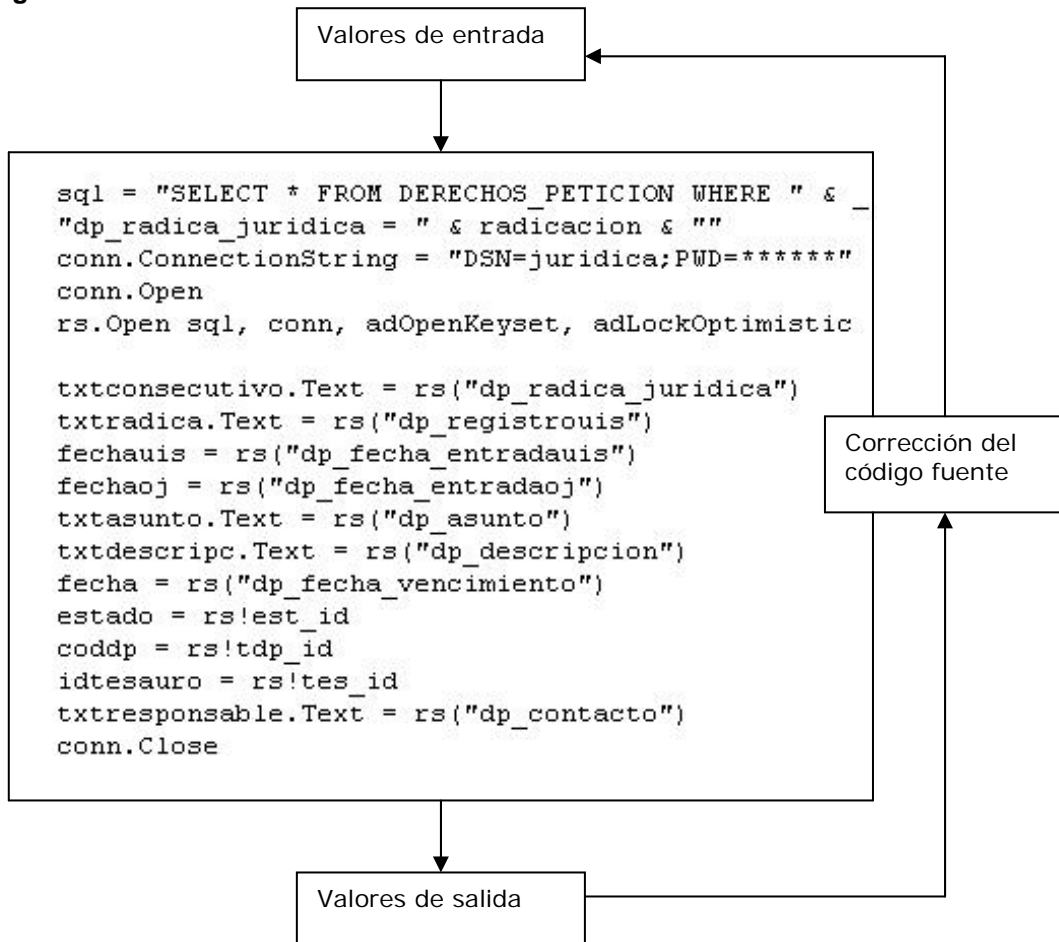 Valores de entrada
sql = "SELECT * FROM DERECHOS_PETICION WHERE " & _
"dp_radica_juridica = " & radicacion & ""
conn.ConnectionString = "DSN=juridica;PWD=******"
conn.Open
rs.Open sql, conn, adOpenKeyset, adLockOptimistic
txtconsecutivo.Text = rs("dp_radica_juridica")
txtradica.Text = rs("dp_registrouis")
fechauis = rs("dp_fecha_entradauis")
fechaoj = rs("dp_fecha_entradaoj")
txtasunto.Text = rs("dp_asunto")
txtdescripc.Text = rs("dp_descripcion")
fecha = rs("dp_fecha_vencimiento")
estado = rs!est_id
coddp = rs!tdp_id
idtesauro = rs!tes_id
txtresponsable.Text = rs("dp_contacto")
conn.Close
Corrección del
código fuente
Valores de salida